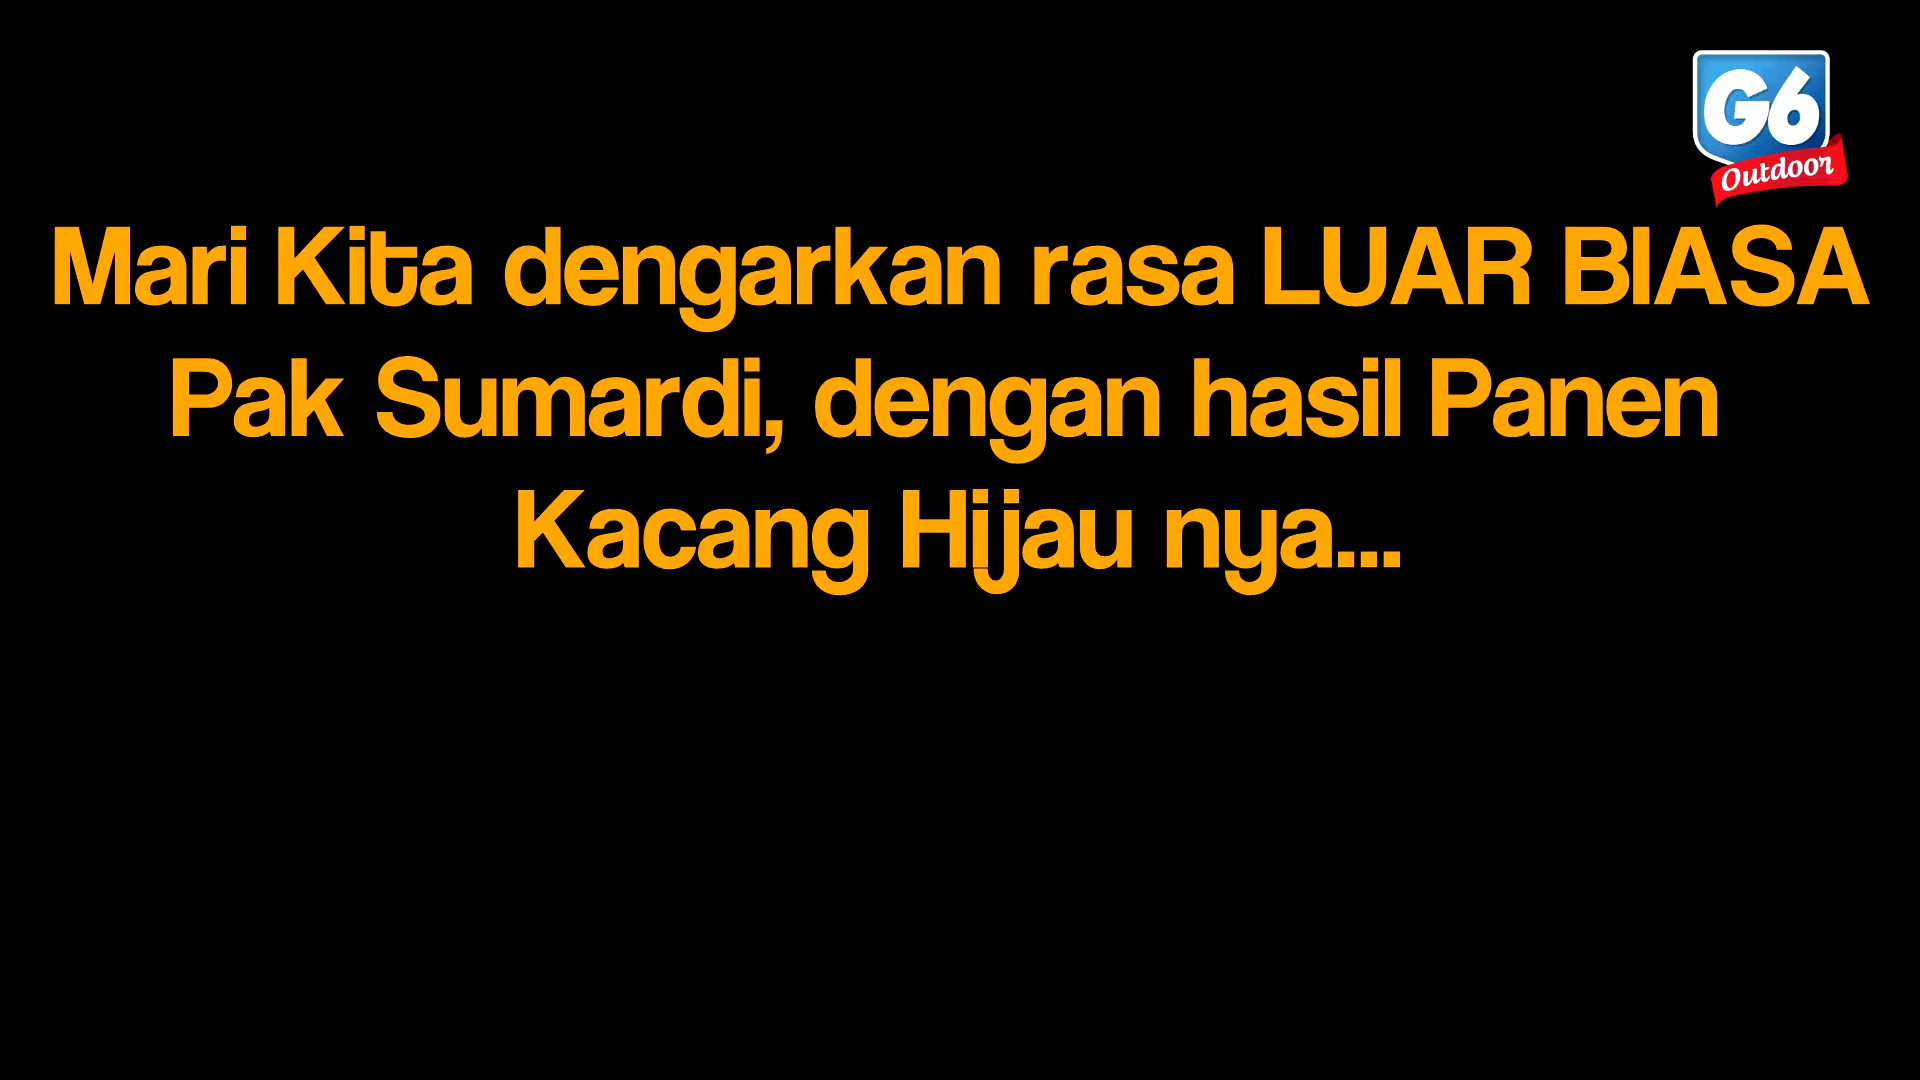 G6
Outdoor
Mari Kita dengarkan rasa LUAR BIASA
Pak Sumardi, dengan hasil Panen
Kacang Hijau nya...